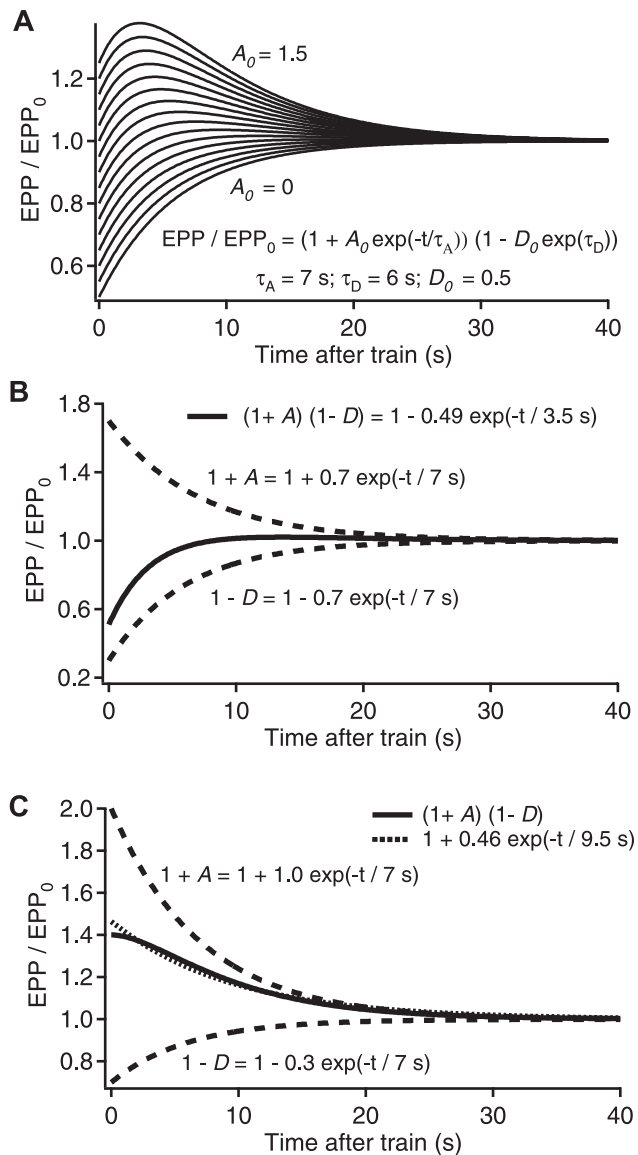 A
1.2
1.0
0.8
0.6
EPP / EPP0
A0 = 1.5
A0 = 0
EPP / EPP0 = (1 + A0 exp(-t/τA)) (1 - D0 exp(τD))
τA = 7 s; τD = 6 s; D0 = 0.5
0 10 20 30 40
Time after train (s)
B
1.8
1.4
1.0
0.6
0.2
EPP / EPP0
(1+ A) (1- D) = 1 - 0.49 exp(-t / 3.5 s)
1 + A = 1 + 0.7 exp(-t / 7 s)
1 - D = 1 - 0.7 exp(-t / 7 s)
0 10 20 30 40
Time after train (s)
C
2.0
1.8
1.6
1.4
1.2
1.0
0.8
EPP / EPP0
(1+ A) (1- D)
1 + 0.46 exp(-t / 9.5 s)
1 + A = 1 + 1.0 exp(-t / 7 s)
1 - D = 1 - 0.3 exp(-t / 7 s)
0 10 20 30 40
Time after train (s)